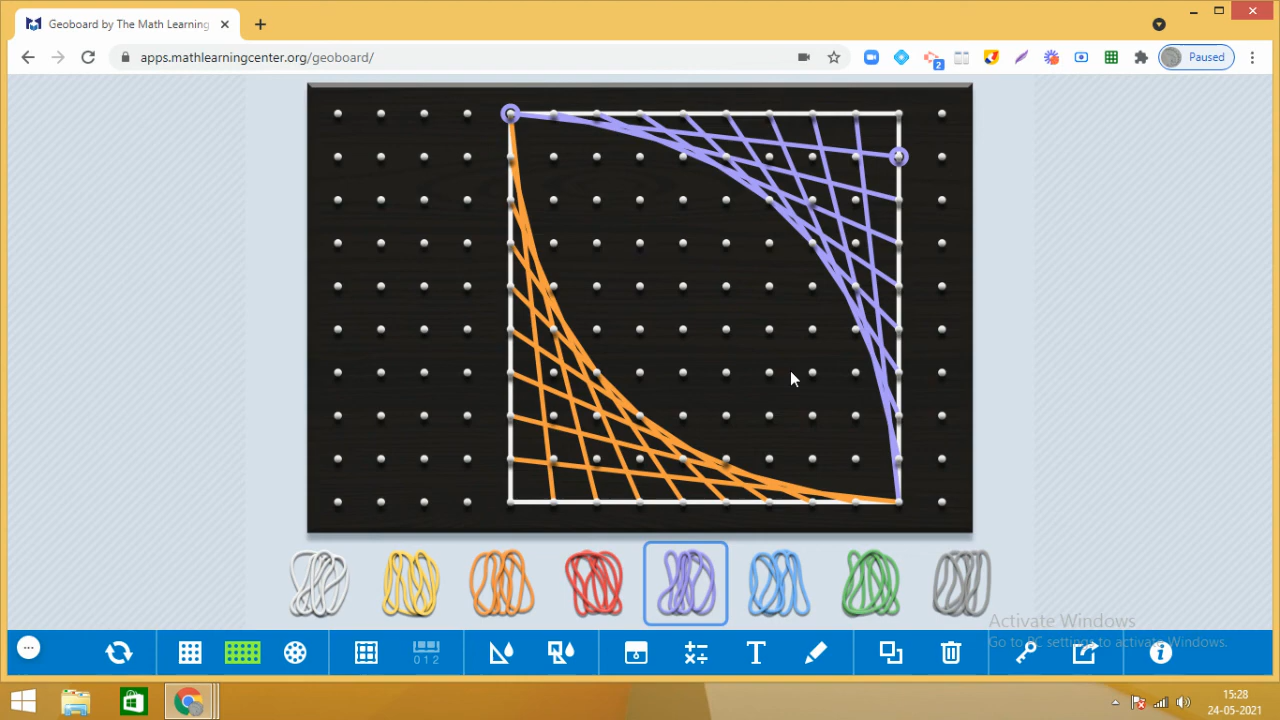 Geoboard by The Math Learning
apps.mathlearningcenter.org/geoboard/
2
Paused
Activate Windows
Go to PC settings to activate Windows.
0 1 2
T
15:28
24-05-2021